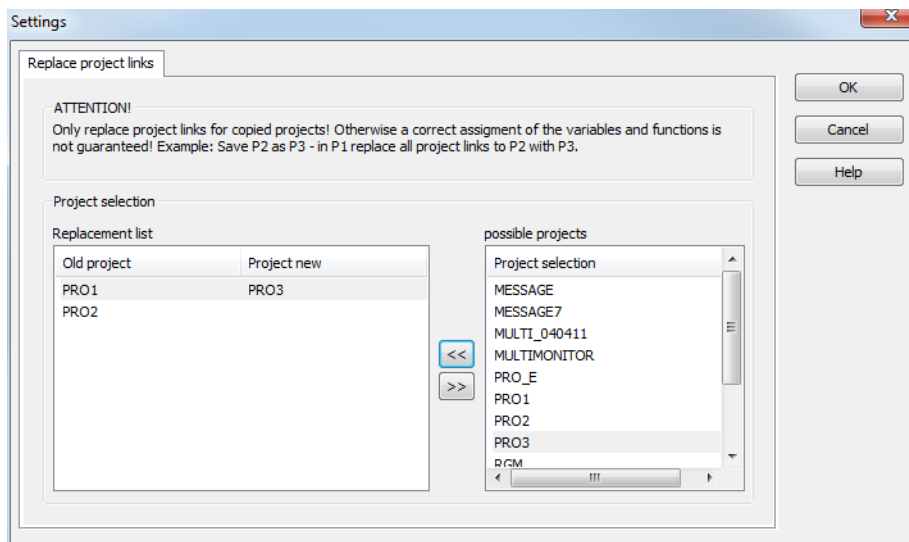 Settings
Replace project links
OK
Cancel
Help
ATTENTION!
Only replace project links for copied projects! Otherwise a correct assigment of the variables and functions is
not guaranteed! Example: Save P2 as P3 - in P1 replace all project links to P2 with P3.
Project selection
Replacement list
Old project Project new
PRO1 PRO3
PRO2
<<
>>
possible projects
Project selection
MESSAGE
MESSAGE7
MULTI_040411
MULTIMONITOR
PRO_E
PRO1
PRO2
PRO3
RGM